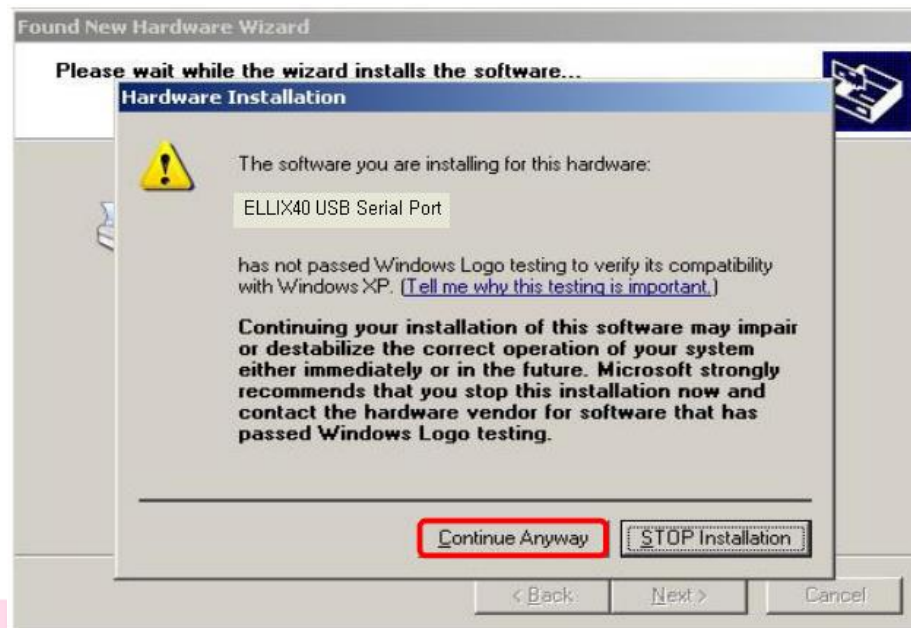 Found New Hardware Wizard
Please wait while the wizard installs the software...
Hardware Installation
The software you are installing for this hardware:
ELLIX40 USB Serial Port
has not passed Windows Logo testing to verify its compatibility
with Windows XP. (Tell me why this testing is important.)
Continuing your installation of this software may impair
or destabilize the correct operation of your system
either immediately or in the future. Microsoft strongly
recommends that you stop this installation now and
contact the hardware vendor for software that has
passed Windows Logo testing.
Continue Anyway
STOP Installation
< Back
Next >
Cancel